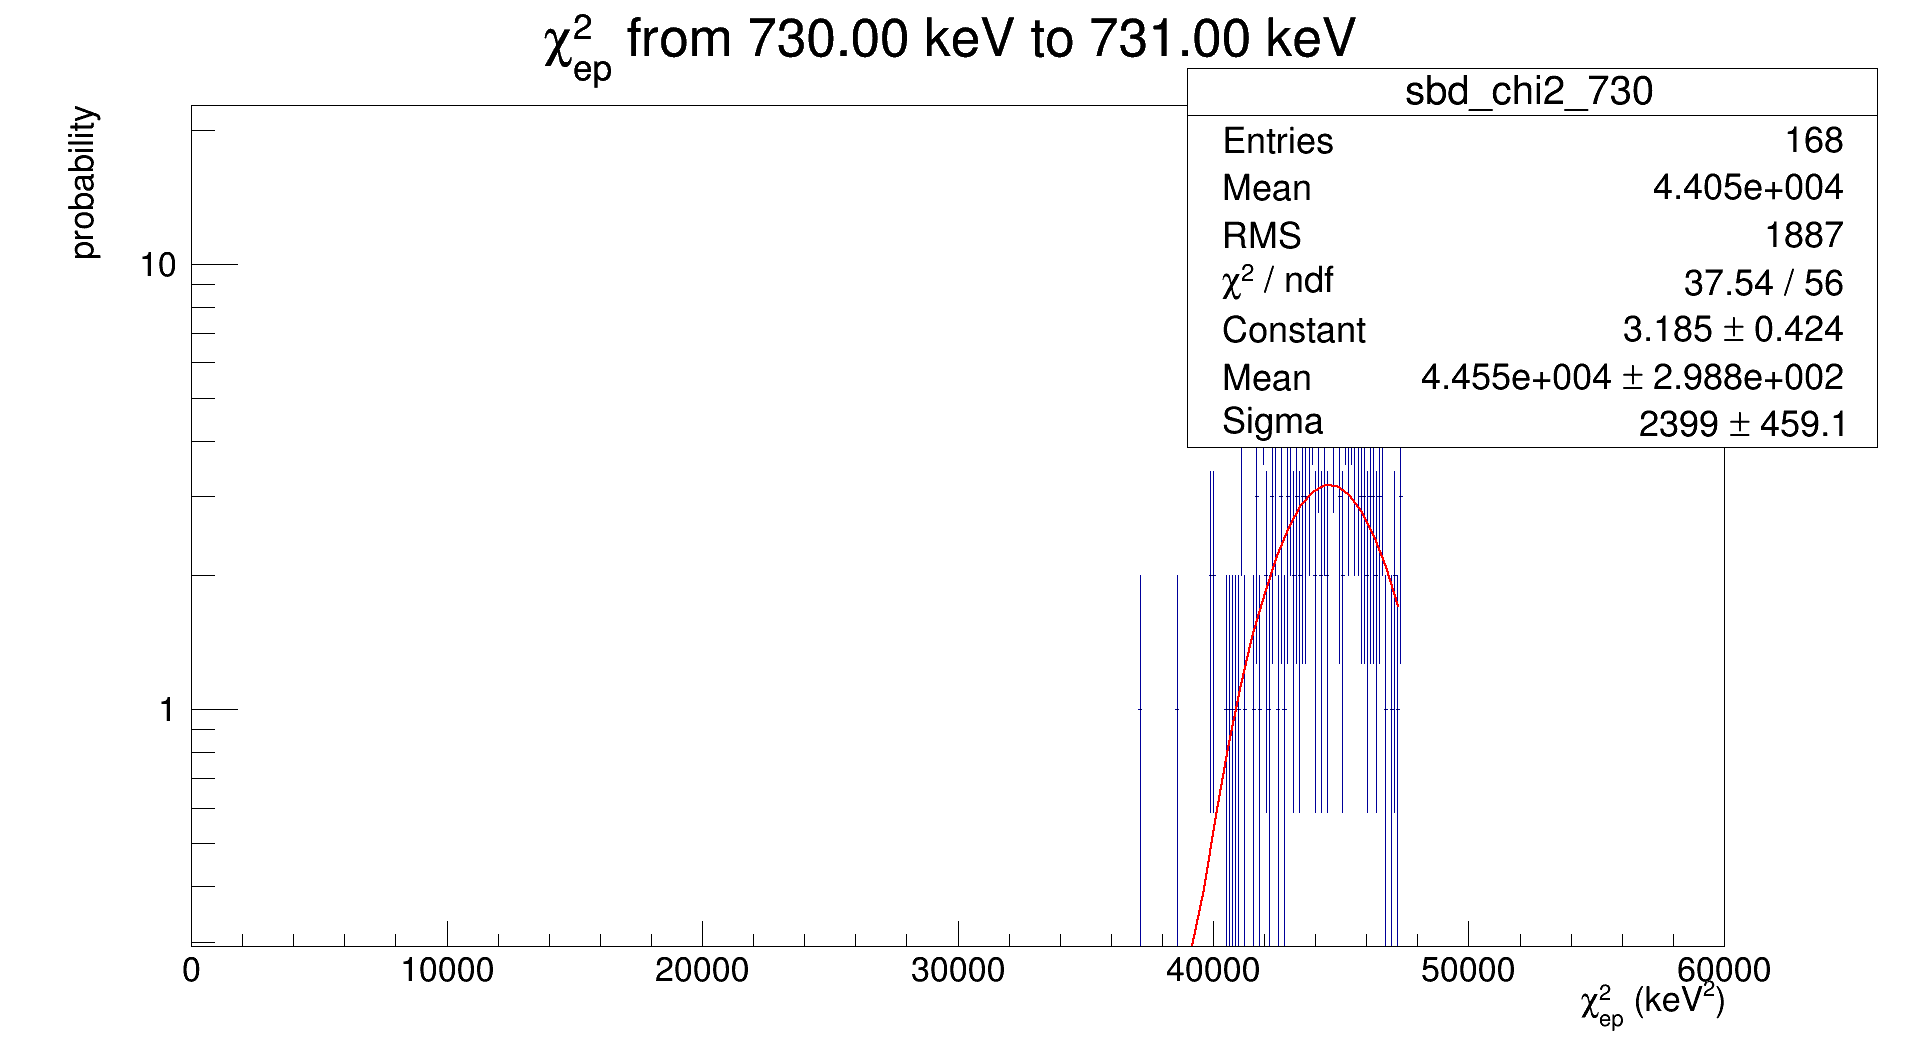 χ²ep from 730.00 keV to 731.00 keV
probability
sbd_chi2_730
Entries 168
Mean 4.405e+004
RMS 1887
χ² / ndf 37.54 / 56
Constant 3.185 ± 0.424
Mean 4.455e+004 ± 2.988e+002
Sigma 2399 ± 459.1
10
1
0 10000 20000 30000 40000 50000 60000
χ²ep (keV²)